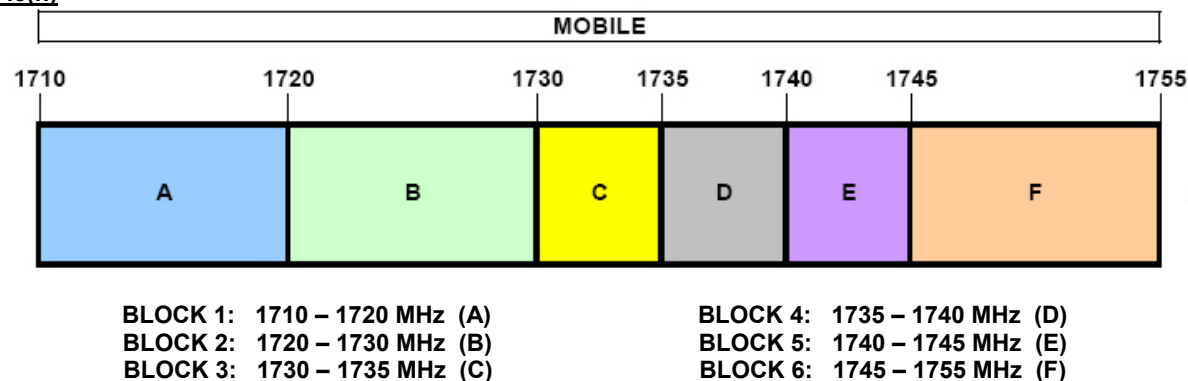 MOBILE
1710 1720 1730 1735 1740 1745 1755
A B C D E F
BLOCK 1: 1710 – 1720 MHz (A) BLOCK 4: 1735 – 1740 MHz (D)
BLOCK 2: 1720 – 1730 MHz (B) BLOCK 5: 1740 – 1745 MHz (E)
BLOCK 3: 1730 – 1735 MHz (C) BLOCK 6: 1745 – 1755 MHz (F)